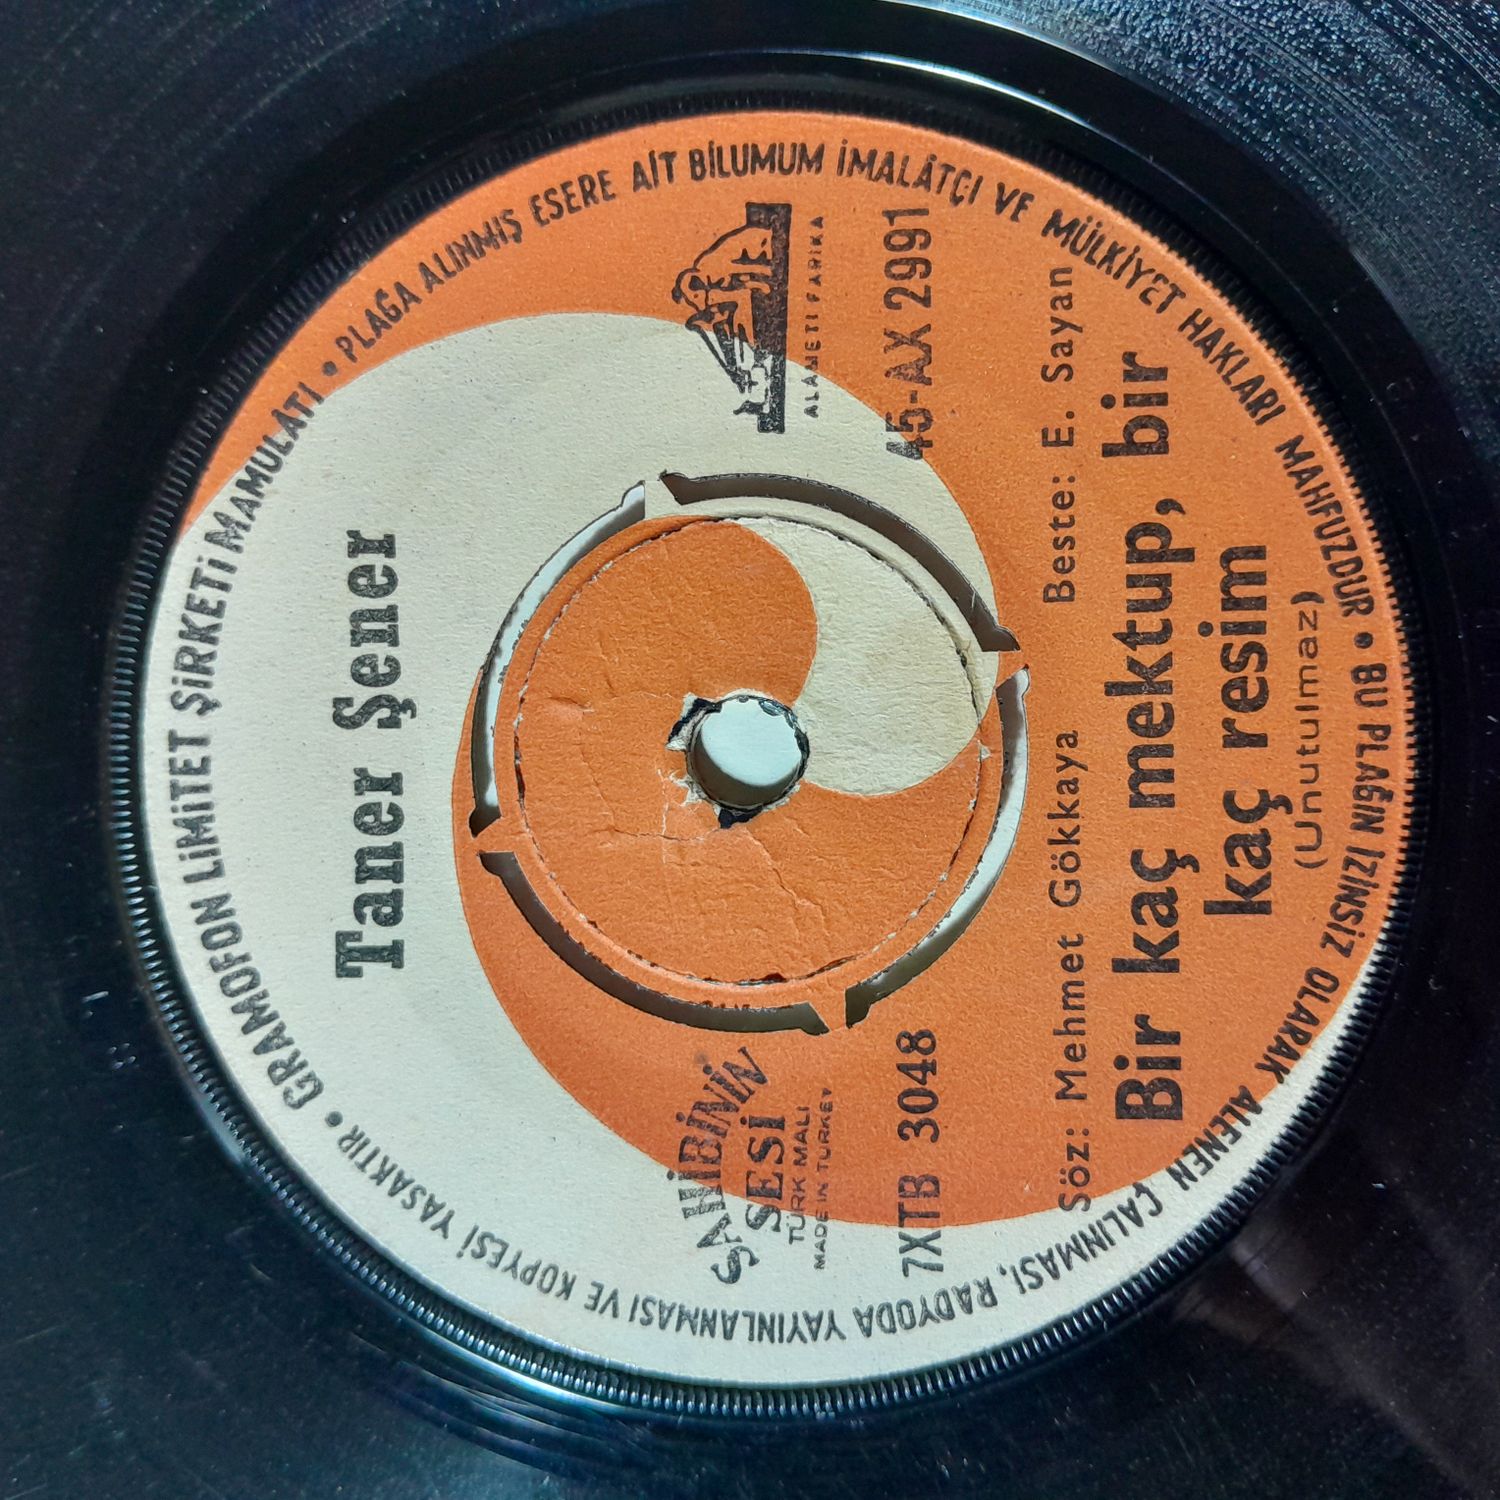 GRAMOFON LİMİTET ŞİRKETİ MAMULATI • PLAĞA ALINMIŞ ESERE AİT BİLUMUM İMALÂTÇI VE MÜLKİYET HAKLARI MAHFUZDUR • BU PLAĞIN İZİNSİZ OLARAK ALENEN ÇALINMASI, RADYODA YAYINLANMASI VE KOPYESİ YASAKTIR •
Taner Şener
SAHİBİNİN
SESİ
TÜRK MALI
MADE IN TURKEY
ALAMETI FARIKA
7XTB 3048
45-AX 2991
Söz: Mehmet Gökkaya Beste: E. Sayan
Bir kaç mektup, bir
kaç resim
(Unutulmaz)